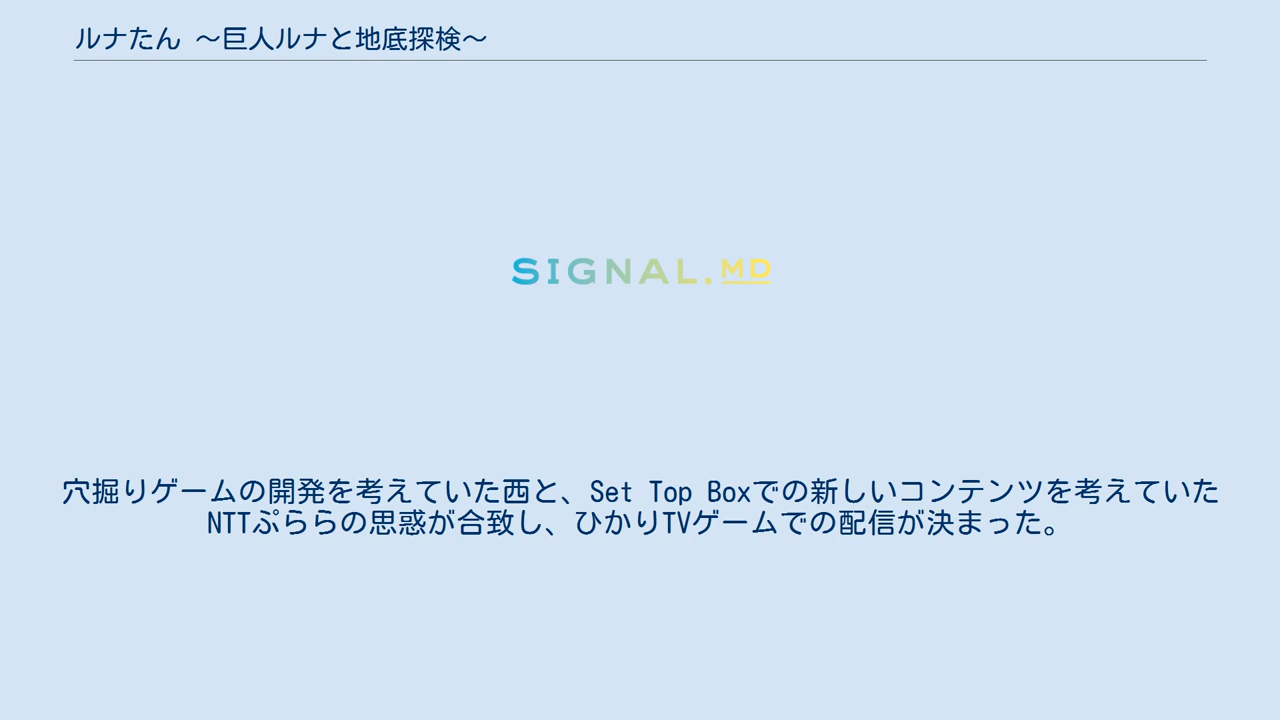 ルナたん ～巨人ルナと地底探検～
SIGNAL.MD
穴掘りゲームの開発を考えていた西と、Set Top Boxでの新しいコンテンツを考えていた
NTTぷららの思惑が合致し、ひかりTVゲームでの配信が決まった。